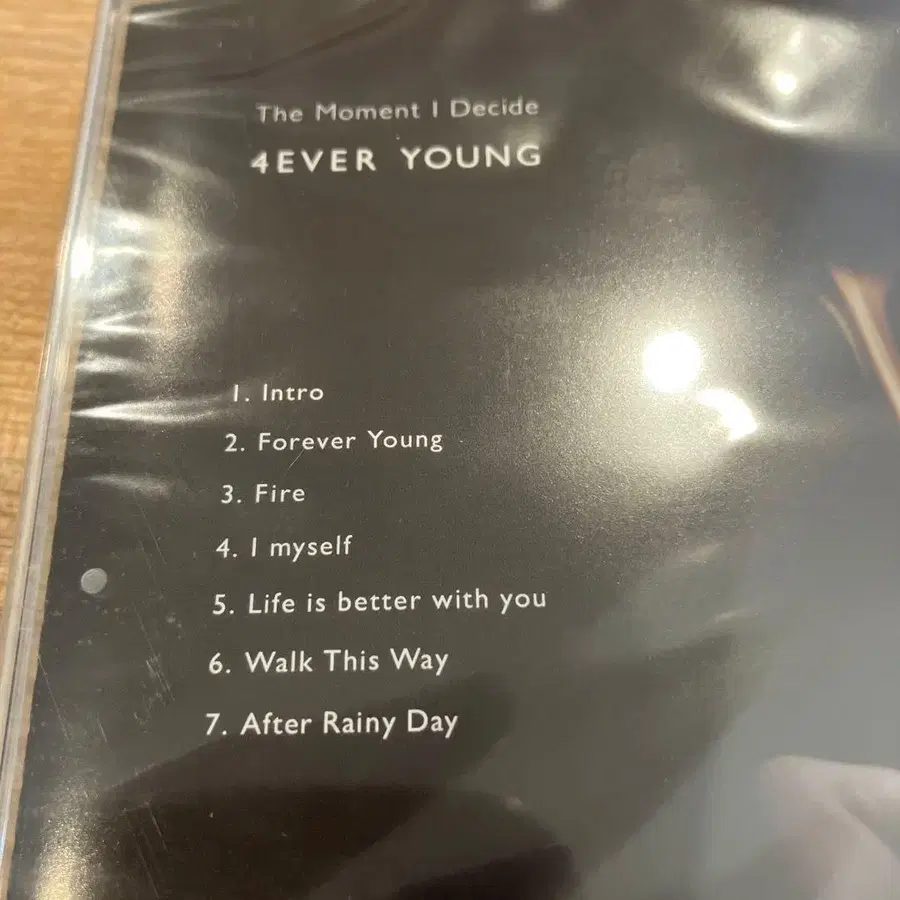 The Moment I Decide
4EVER YOUNG
1. Intro
2. Forever Young
3. Fire
4. I myself
5. Life is better with you
6. Walk This Way
7. After Rainy Day